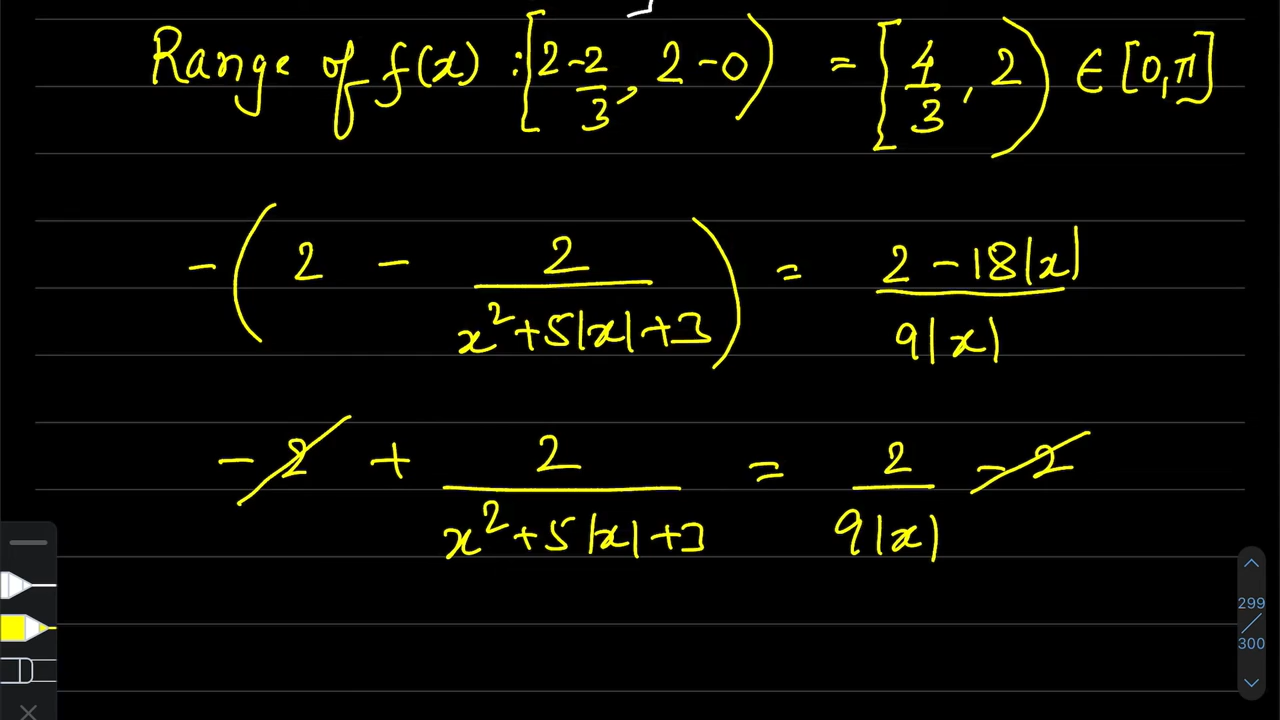 Range of f(x) : [2-2/3, 2-0) = [4/3, 2) ∈ [0,π]
-( 2 - 2/(x²+5|x|+3) ) = (2-18|x|)/(9|x|)
-2 + 2/(x²+5|x|+3) = 2/(9|x|) -2
299
/
300